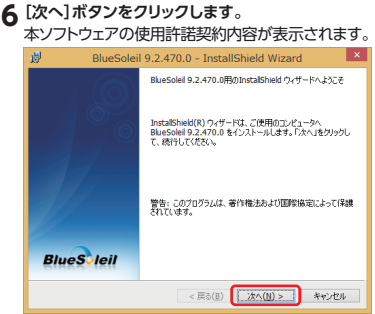 6 [次へ]ボタンをクリックします。
本ソフトウェアの使用許諾契約内容が表示されます。
BlueSoleil 9.2.470.0 - InstallShield Wizard
BlueSoleil 9.2.470.0用のInstallShield ウィザードへようこそ
InstallShield(R) ウィザードは、ご使用のコンピュータへ
BlueSoleil 9.2.470.0 をインストールします。「次へ」をクリックし
て、続行してください。
警告: このプログラムは、著作権法および国際協定によって保護
されています。
BlueSoleil
< 戻る(B)
次へ(N) >
キャンセル